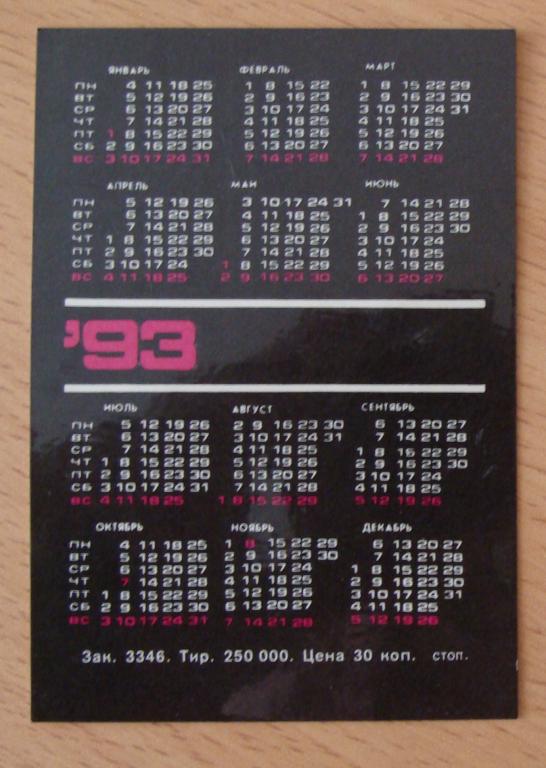 ЯНВАРЬ ФЕВРАЛЬ МАРТ
ПН 4 11 18 25 1 8 15 22 1 8 15 22 29
ВТ 5 12 19 26 2 9 16 23 2 9 16 23 30
СР 6 13 20 27 3 10 17 24 3 10 17 24 31
ЧТ 7 14 21 28 4 11 18 25 4 11 18 25
ПТ 1 8 15 22 29 5 12 19 26 5 12 19 26
СБ 2 9 16 23 30 6 13 20 27 6 13 20 27
ВС 3 10 17 24 31 7 14 21 28 7 14 21 28
АПРЕЛЬ МАЙ ИЮНЬ
ПН 5 12 19 26 3 10 17 24 31 7 14 21 28
ВТ 6 13 20 27 4 11 18 25 1 8 15 22 29
СР 7 14 21 28 5 12 19 26 2 9 16 23 30
ЧТ 1 8 15 22 29 6 13 20 27 3 10 17 24
ПТ 2 9 16 23 30 7 14 21 28 4 11 18 25
СБ 3 10 17 24 1 8 15 22 29 5 12 19 26
ВС 4 11 18 25 2 9 16 23 30 6 13 20 27
'93
ИЮЛЬ АВГУСТ СЕНТЯБРЬ
ПН 5 12 19 26 2 9 16 23 30 6 13 20 27
ВТ 6 13 20 27 3 10 17 24 31 7 14 21 28
СР 7 14 21 28 4 11 18 25 1 8 15 22 29
ЧТ 1 8 15 22 29 5 12 19 26 2 9 16 23 30
ПТ 2 9 16 23 30 6 13 20 27 3 10 17 24
СБ 3 10 17 24 31 7 14 21 28 4 11 18 25
ВС 4 11 18 25 1 8 15 22 29 5 12 19 26
ОКТЯБРЬ НОЯБРЬ ДЕКАБРЬ
ПН 4 11 18 25 1 8 15 22 29 6 13 20 27
ВТ 5 12 19 26 2 9 16 23 30 7 14 21 28
СР 6 13 20 27 3 10 17 24 1 8 15 22 29
ЧТ 7 14 21 28 4 11 18 25 2 9 16 23 30
ПТ 1 8 15 22 29 5 12 19 26 3 10 17 24 31
СБ 2 9 16 23 30 6 13 20 27 4 11 18 25
ВС 3 10 17 24 31 7 14 21 28 5 12 19 26
Зак. 3346. Тир. 250 000. Цена 30 коп. стоп.